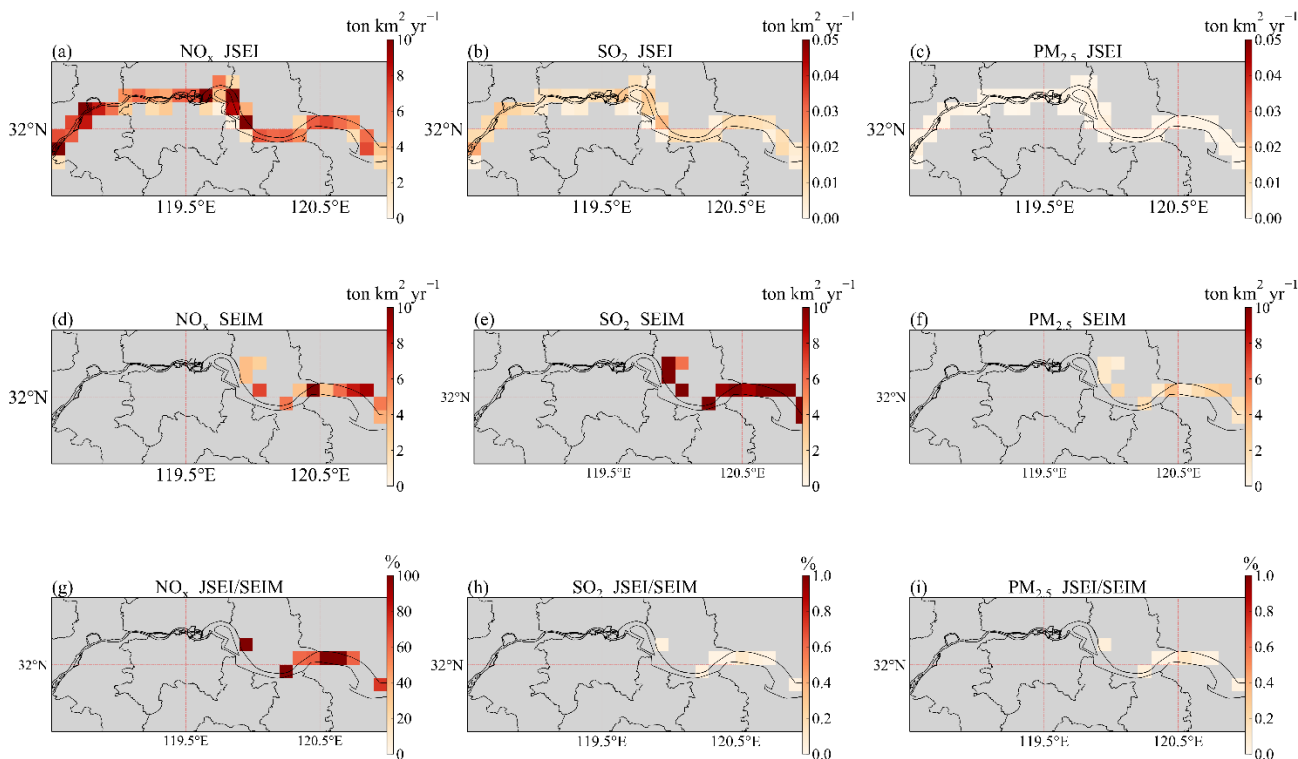 ton km² yr⁻¹ ton km² yr⁻¹ ton km² yr⁻¹
(a) NOₓ JSEI 10 (b) SO₂ JSEI 0.05 (c) PM₂.₅ JSEI 0.05
8 0.04 0.04
6 0.03 0.03
32°N 4 32°N 0.02 32°N 0.02
2 0.01 0.01
0 0.00 0.00
119.5°E 120.5°E 119.5°E 120.5°E 119.5°E 120.5°E
ton km² yr⁻¹ ton km² yr⁻¹ ton km² yr⁻¹
(d) NOₓ SEIM 10 (e) SO₂ SEIM 10 (f) PM₂.₅ SEIM 10
8 8 8
6 6 6
32°N 4 32°N 4 32°N 4
2 2 2
0 0 0
119.5°E 120.5°E 119.5°E 120.5°E 119.5°E 120.5°E
% % %
(g) NOₓ JSEI/SEIM 100 (h) SO₂ JSEI/SEIM 1.0 (i) PM₂.₅ JSEI/SEIM 1.0
80 0.8 0.8
60 0.6 0.6
32°N 40 32°N 0.4 32°N 0.4
20 0.2 0.2
0 0.0 0.0
119.5°E 120.5°E 119.5°E 120.5°E 119.5°E 120.5°E